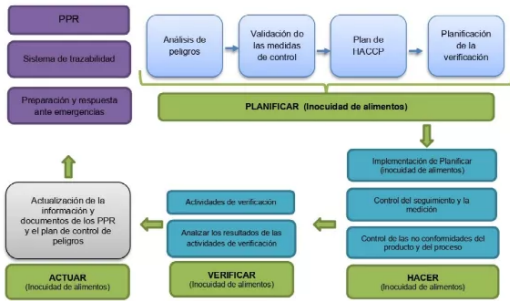 PPR
Sistema de trazabilidad
Preparación y respuesta
ante emergencias
Análisis de
peligros
Validación do
las medidas
de control
Plan de
HACCP
Planificación
de la
verificación
PLANIFICAR (Inocuidad de alimentos)
Implementación de Planificar
(inocuidad de alimentos)
Control del seguimiento y la
medición
Control de las no conformidades del
producto y del proceso
HACER
(Inocuidad de alimentos)
Actividades de verificación
Analizar los resultados de las
actividades de verificación
VERIFICAR
(Inocuidad de alimentos)
Actualización de la
información y
documentos de los PPR
y el plan de control de
peligros
ACTUAR
(Inocuidad de alimentos)